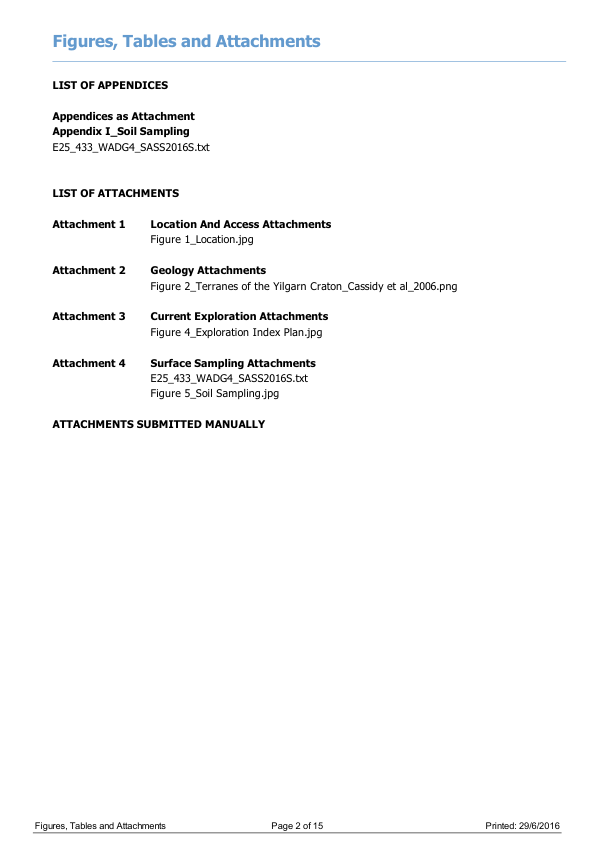 Figures, Tables and Attachments
LIST OF APPENDICES
Appendices as Attachment
Appendix I_Soil Sampling
E25_433_WADG4_SASS2016S.txt
LIST OF ATTACHMENTS
Attachment 1 Location And Access Attachments
Figure 1_Location.jpg
Attachment 2 Geology Attachments
Figure 2_Terranes of the Yilgarn Craton_Cassidy et al_2006.png
Attachment 3 Current Exploration Attachments
Figure 4_Exploration Index Plan.jpg
Attachment 4 Surface Sampling Attachments
E25_433_WADG4_SASS2016S.txt
Figure 5_Soil Sampling.jpg
ATTACHMENTS SUBMITTED MANUALLY
Figures, Tables and Attachments Page 2 of 15 Printed: 29/6/2016